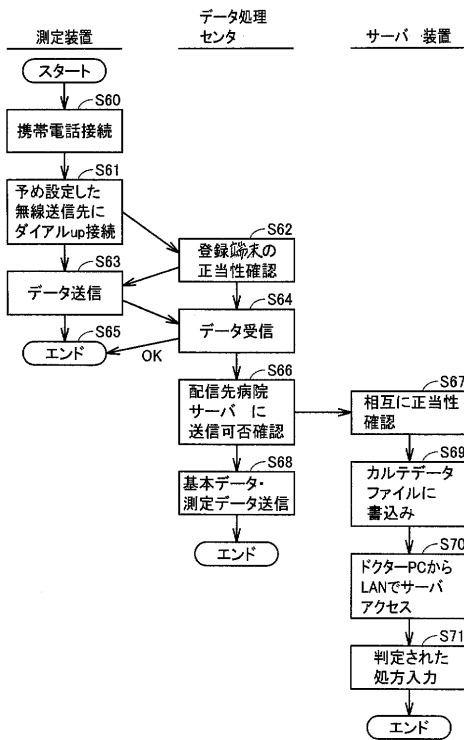 測定装置
データ処理
センタ
サーバ 装置
スタート
S60
携帯電話接続
S61
予め設定した
無線送信先に
ダイアルup接続
S62
登録端末の
正当性確認
S63
データ送信
S64
データ受信
S65
エンド
OK
S66
配信先病院
サーバ に
送信可否確認
S67
相互に正当性
確認
S68
基本データ・
測定データ送信
エンド
S69
カルテデータ
ファイルに
書込み
S70
ドクターPCから
LANでサーバ
アクセス
S71
判定された
処方入力
エンド